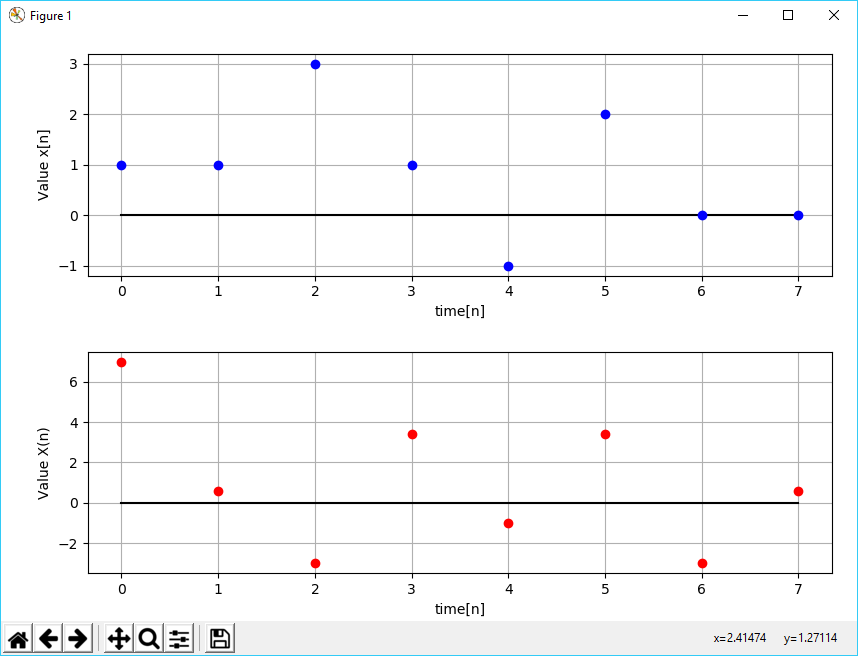 Figure 1
3
2
1
0
−1
Value x[n]
0 1 2 3 4 5 6 7
time[n]
6
4
2
0
−2
Value X(n)
0 1 2 3 4 5 6 7
time[n]
x=2.41474 y=1.27114